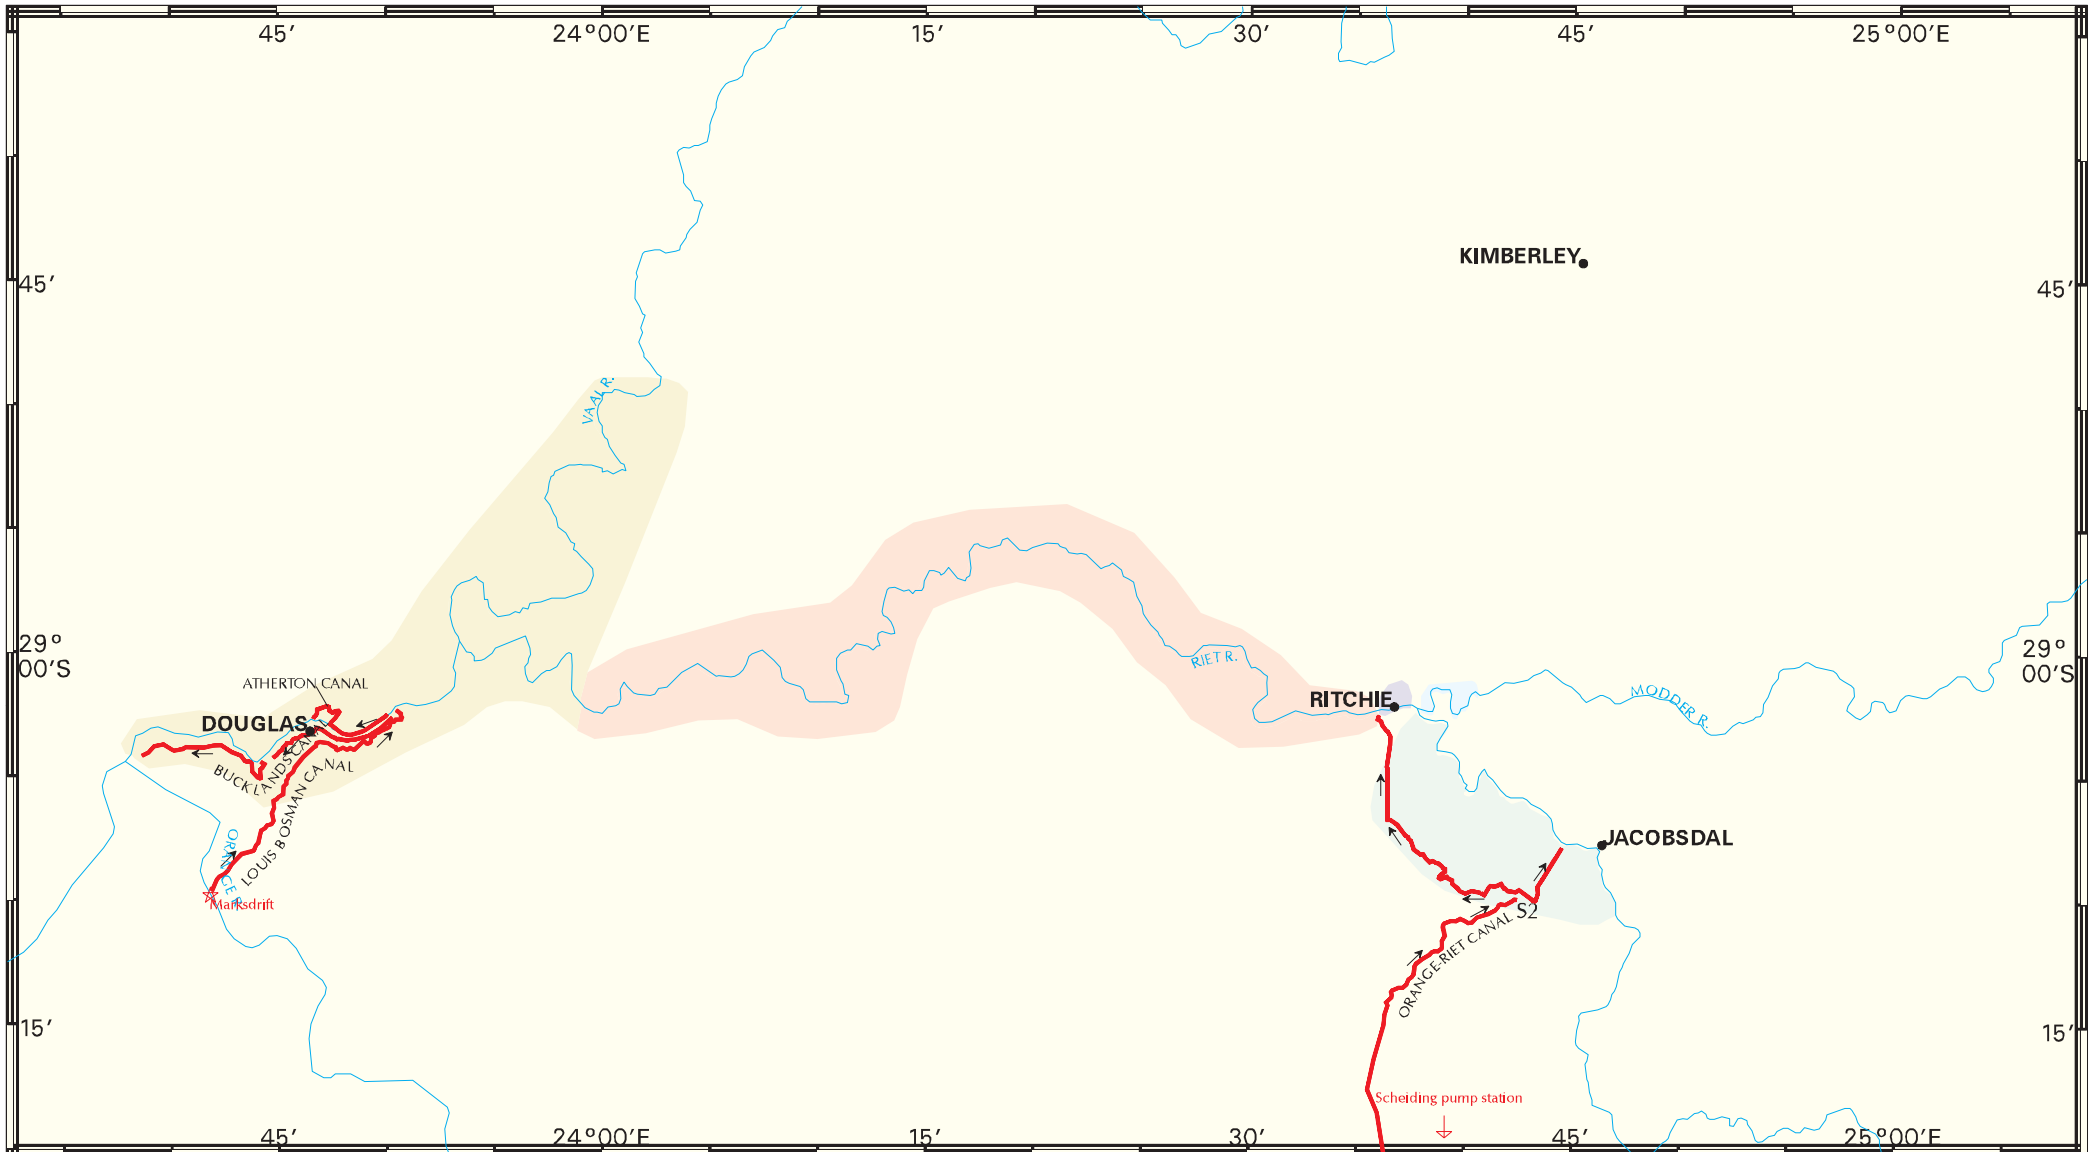 45′
24°00′E
15′
30′
45′
25°00′E
KIMBERLEY
45′
45′
VAAL R.
29°
00′S
29°
00′S
RIET R.
ATHERTON CANAL
RITCHIE
MODDER R.
DOUGLAS
BUCKLANDS CANAL
LOUIS BOSMAN CANAL
ORANGE R.
JACOBSDAL
Marksdrift
S2
ORANGE-RIET CANAL
15′
15′
Scheiding pump station
45′
24°00′E
15′
30′
45′
25°00′E